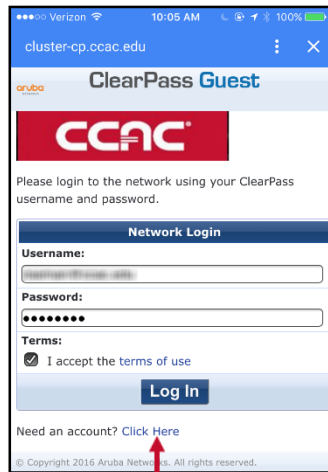 ●●●○○ Verizon 10:05 AM 100%
cluster-cp.ccac.edu
aruba ClearPass Guest
CCAC
Please login to the network using your ClearPass
username and password.
Network Login
Username:
Password:
●●●●●●●●
Terms:
I accept the terms of use
Log In
Need an account? Click Here
© Copyright 2016 Aruba Networks. All rights reserved.